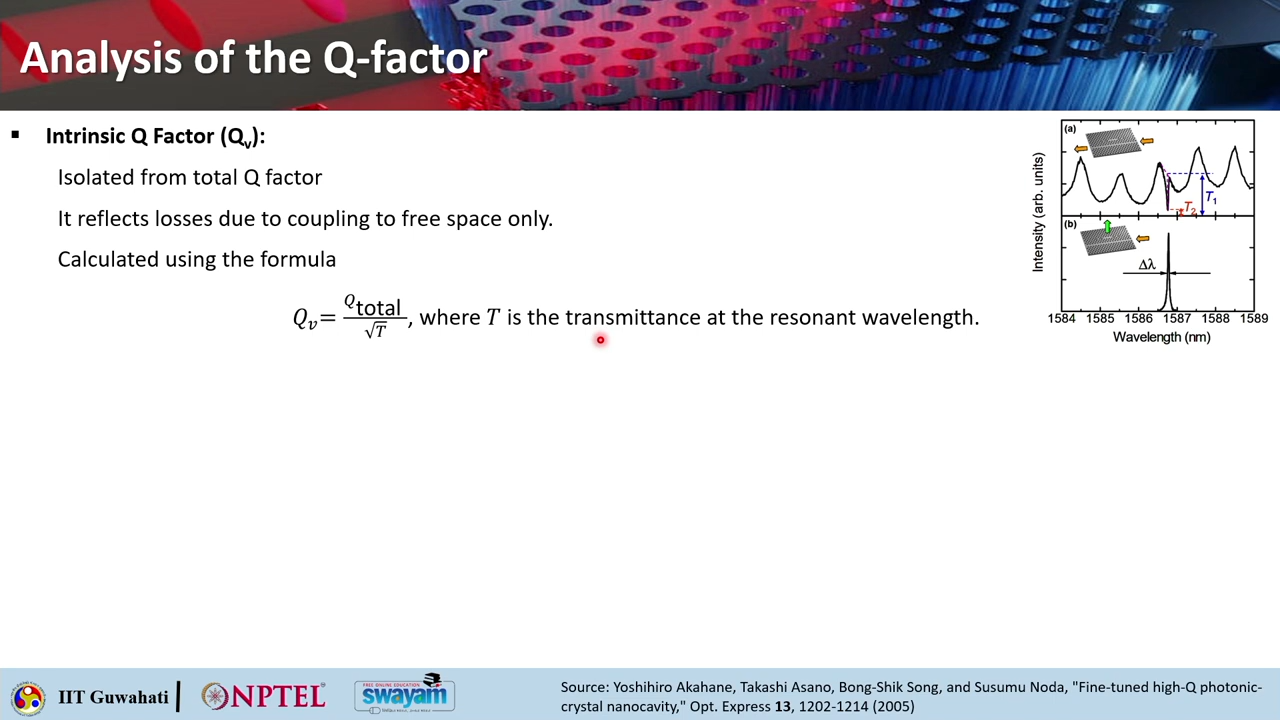 Analysis of the Q-factor
▪ Intrinsic Q Factor (Qv):
Isolated from total Q factor
It reflects losses due to coupling to free space only.
Calculated using the formula
Qv= Qtotal/√T, where T is the transmittance at the resonant wavelength.
(a)
T1
T2
(b)
Δλ
Intensity (arb. units)
1584 1585 1586 1587 1588 1589
Wavelength (nm)
IIT Guwahati
NPTEL
FREE ONLINE EDUCATION
swayam
Source: Yoshihiro Akahane, Takashi Asano, Bong-Shik Song, and Susumu Noda, "Fine-tuned high-Q photonic-
crystal nanocavity," Opt. Express 13, 1202-1214 (2005)